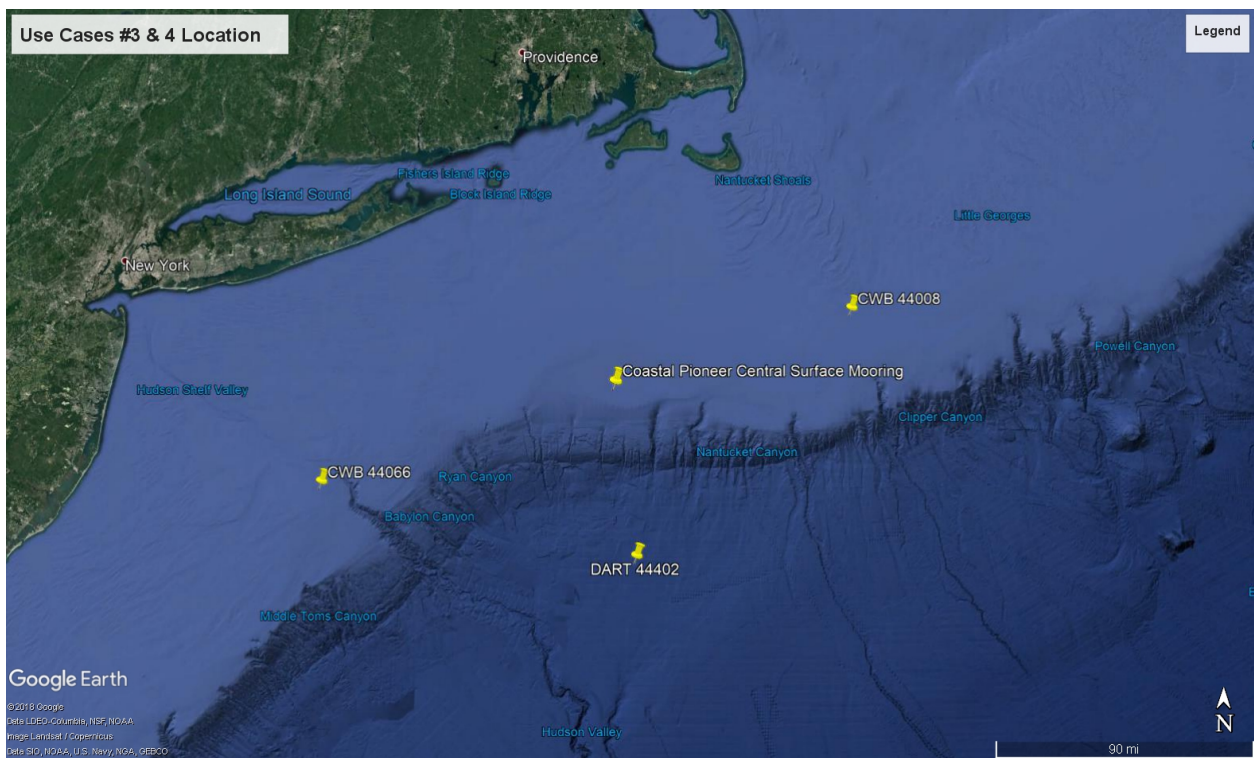 Use Cases #3 & 4 Location
Legend
Providence
Fishers Island Ridge
Nantucket Shoals
Long Island Sound
Block Island Ridge
Little Georges
New York
CWB 44008
Powell Canyon
Coastal Pioneer Central Surface Mooring
Hudson Shelf Valley
Clipper Canyon
Nantucket Canyon
CWB 44066
Ryan Canyon
Babylon Canyon
DART 44402
Middle Toms Canyon
Google Earth
©2018 Google
Data LDEO-Columbia, NSF, NOAA
Image Landsat / Copernicus
Data SIO, NOAA, U.S. Navy, NGA, GEBCO
Hudson Valley
N
90 mi